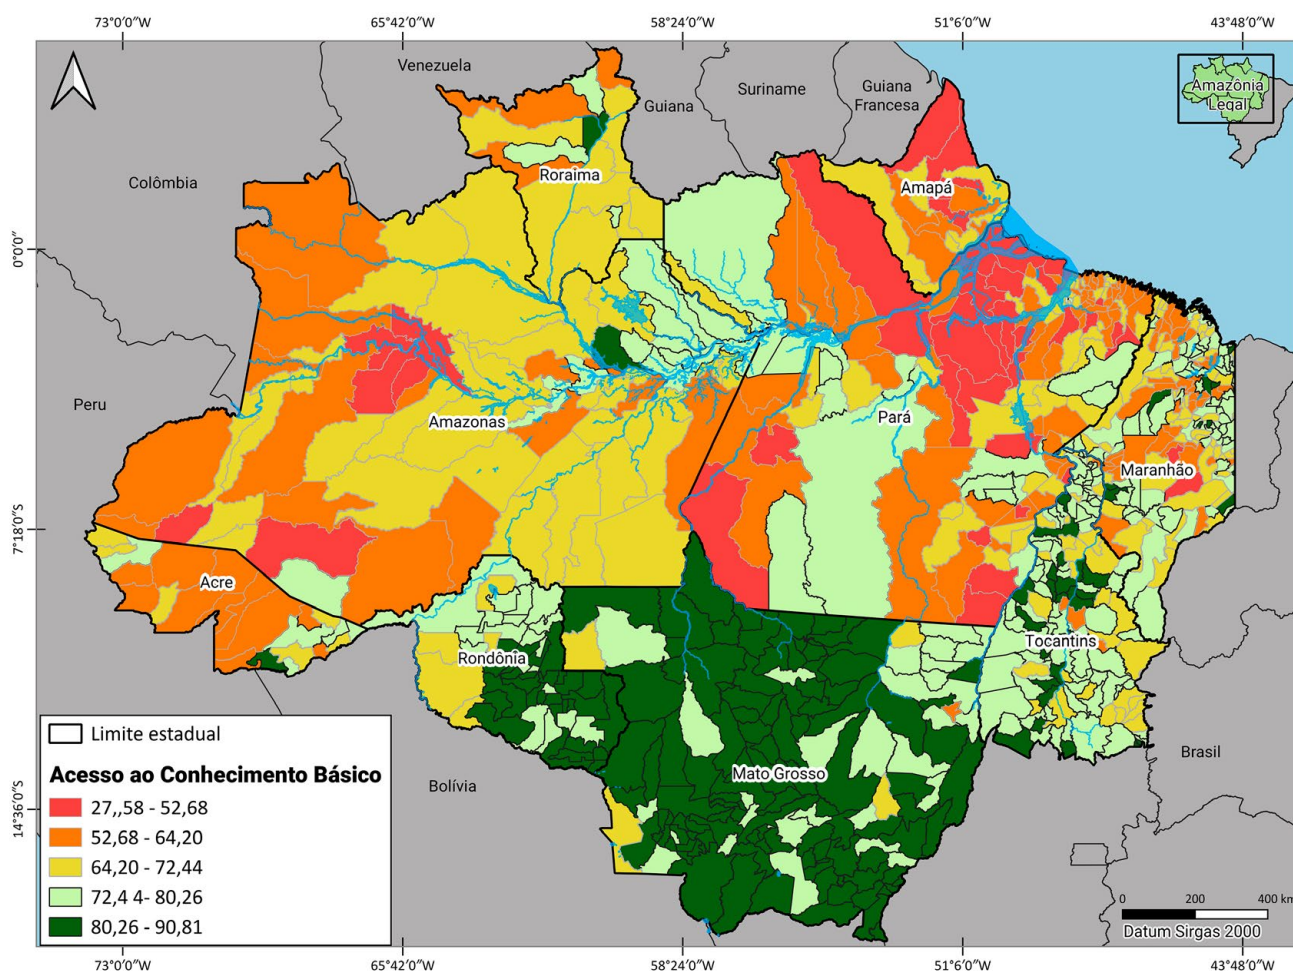 73°0′0″W 65°42′0″W 58°24′0″W 51°6′0″W 43°48′0″W
Venezuela
Guiana
Suriname
Guiana
Francesa
Amazônia
Legal
Colômbia
Roraima
Amapá
0°0′0″
Peru
Amazonas
Pará
Maranhão
7°18′0″S
Acre
Rondônia
Tocantins
Mato Grosso
Bolívia
Brasil
14°36′0″S
Limite estadual
Acesso ao Conhecimento Básico
27,,58 - 52,68
52,68 - 64,20
64,20 - 72,44
72,4 4- 80,26
80,26 - 90,81
0 200 400 km
Datum Sirgas 2000
73°0′0″W 65°42′0″W 58°24′0″W 51°6′0″W 43°48′0″W